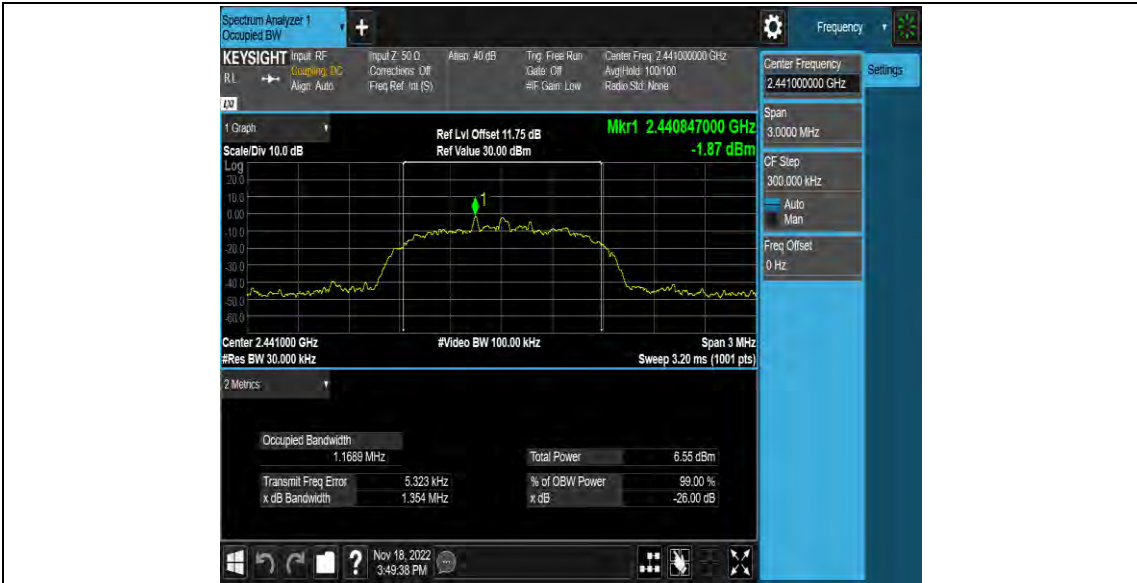 Spectrum Analyzer 1
Occupied BW
+
Frequency
KEYSIGHT
RL
Input: RF
Coupling: DC
Align: Auto
Input Z: 50 Ω
Corrections: Off
Freq Ref: Int (S)
Atten: 40 dB
Trig: Free Run
Gate: Off
#IF Gain: Low
Center Freq: 2.441000000 GHz
Avg|Hold: 100/100
Radio Std: None
LXI
1 Graph
Scale/Div 10.0 dB
Ref Lvl Offset 11.75 dB
Ref Value 30.00 dBm
Mkr1 2.440847000 GHz
-1.87 dBm
Log
20.0
10.0
0.00
-10.0
-20.0
-30.0
-40.0
-50.0
-60.0
1
Center 2.441000 GHz
#Res BW 30.000 kHz
#Video BW 100.00 kHz
Span 3 MHz
Sweep 3.20 ms (1001 pts)
2 Metrics
Occupied Bandwidth
1.1689 MHz
Transmit Freq Error
5.323 kHz
x dB Bandwidth
1.354 MHz
Total Power
6.55 dBm
% of OBW Power
99.00 %
x dB
-26.00 dB
Center Frequency
2.441000000 GHz
Settings
Span
3.0000 MHz
CF Step
300.000 kHz
Auto
Man
Freq Offset
0 Hz
?
Nov 18, 2022
3:49:38 PM